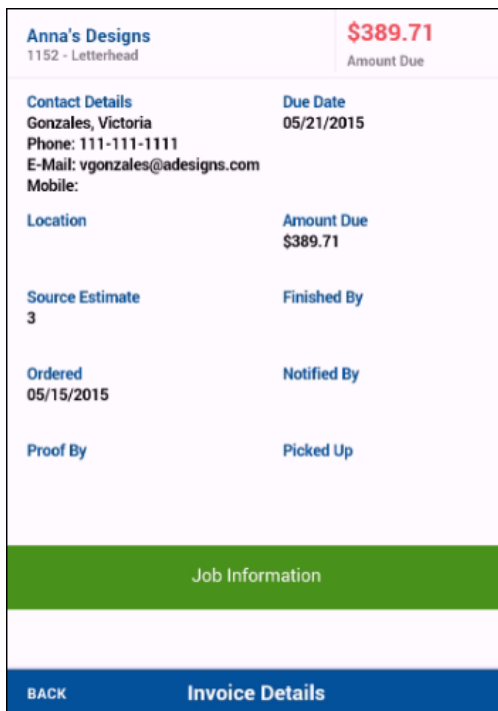 Anna's Designs
1152 - Letterhead
$389.71
Amount Due
Contact Details
Gonzales, Victoria
Phone: 111-111-1111
E-Mail: vgonzales@adesigns.com
Mobile:
Due Date
05/21/2015
Location
Amount Due
$389.71
Source Estimate
3
Finished By
Ordered
05/15/2015
Notified By
Proof By
Picked Up
Job Information
BACK
Invoice Details